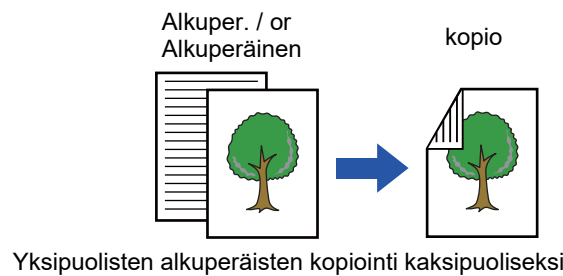 Alkuper. / or
Alkuperäinen
kopio
Yksipuolisten alkuperäisten kopiointi kaksipuoliseksi